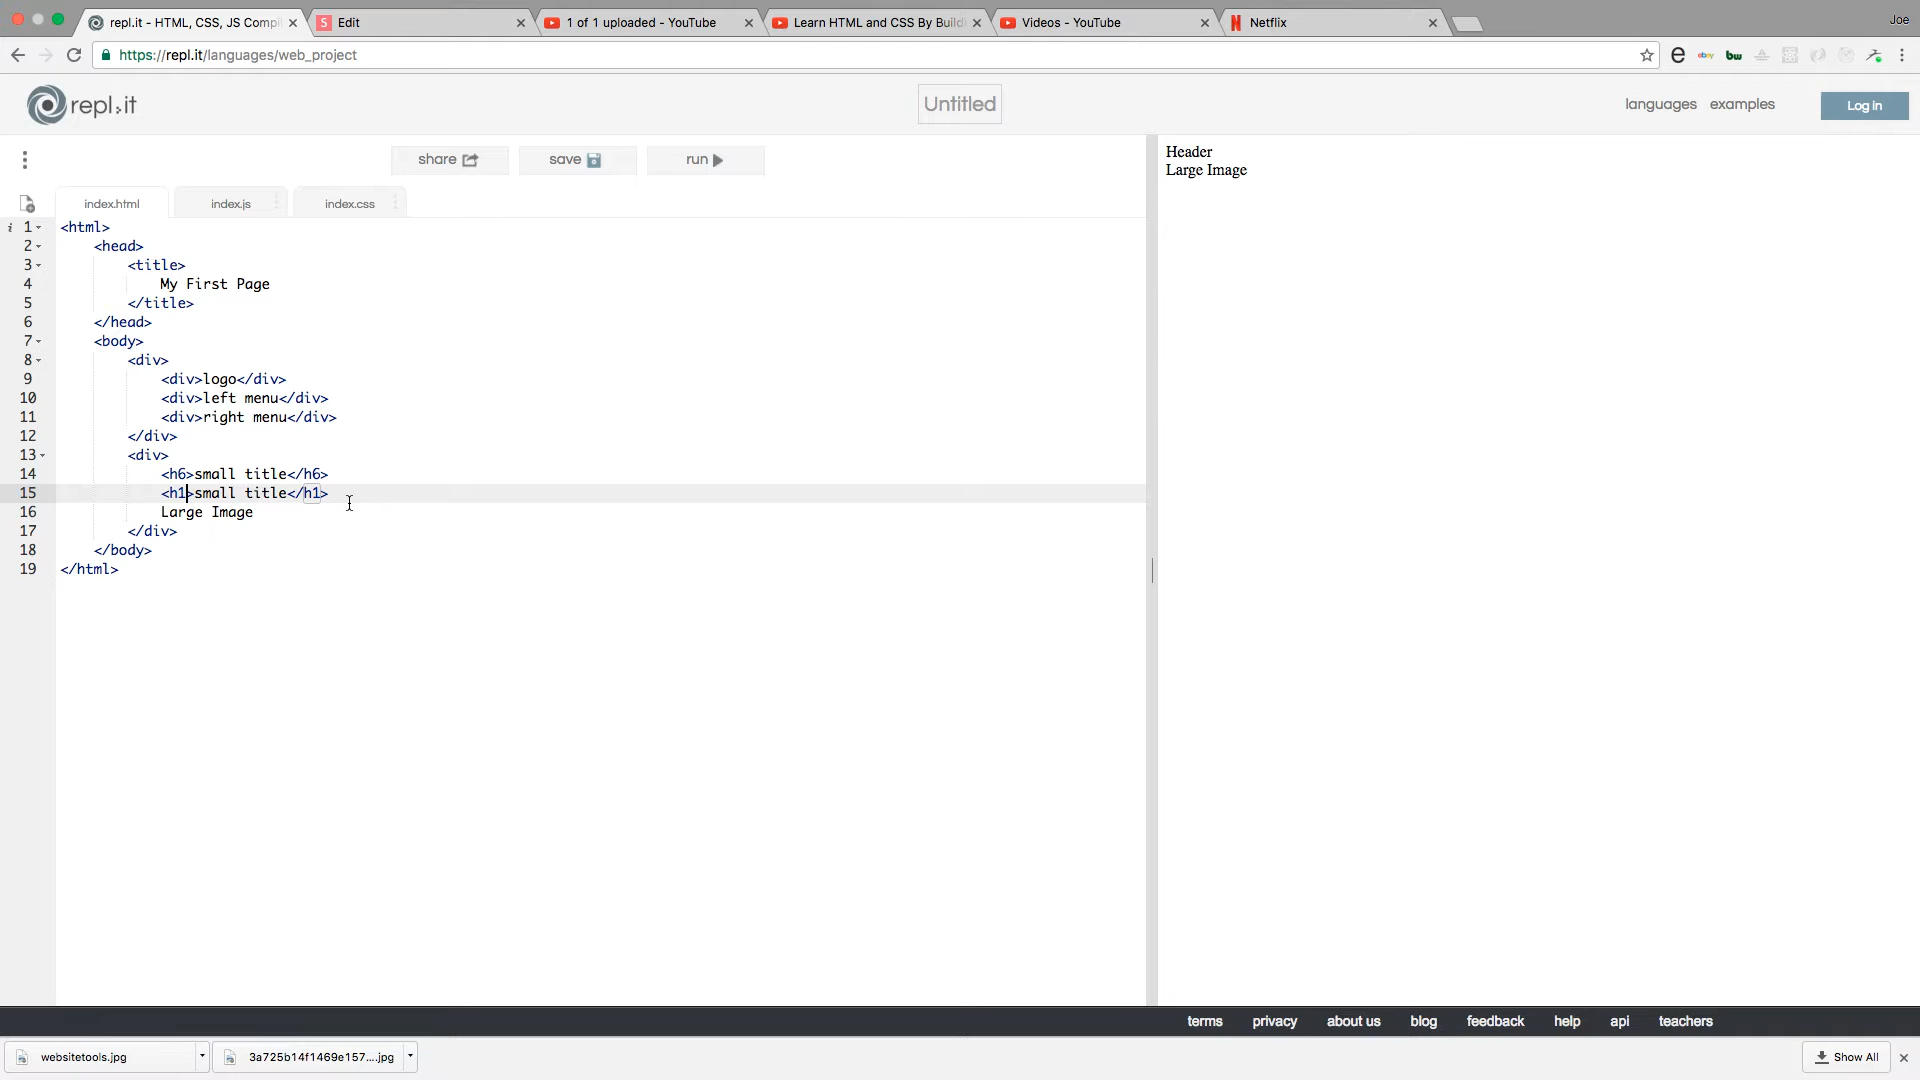 repl.it - HTML, CSS, JS Compi
Edit
1 of 1 uploaded - YouTube
Learn HTML and CSS By Build
Videos - YouTube
Netflix
Joe
https://repl.it/languages/web_project
e
ebay
bw
repl.it
Untitled
languages
examples
Log in
share
save
run
index.html
index.js
index.css
i 1 <html>
2 <head>
3 <title>
4 My First Page
5 </title>
6 </head>
7 <body>
8 <div>
9 <div>logo</div>
10 <div>left menu</div>
11 <div>right menu</div>
12 </div>
13 <div>
14 <h6>small title</h6>
15 <h1>small title</h1>
16 Large Image
17 </div>
18 </body>
19 </html>
Header
Large Image
terms
privacy
about us
blog
feedback
help
api
teachers
websitetools.jpg
3a725b14f1469e157....jpg
Show All